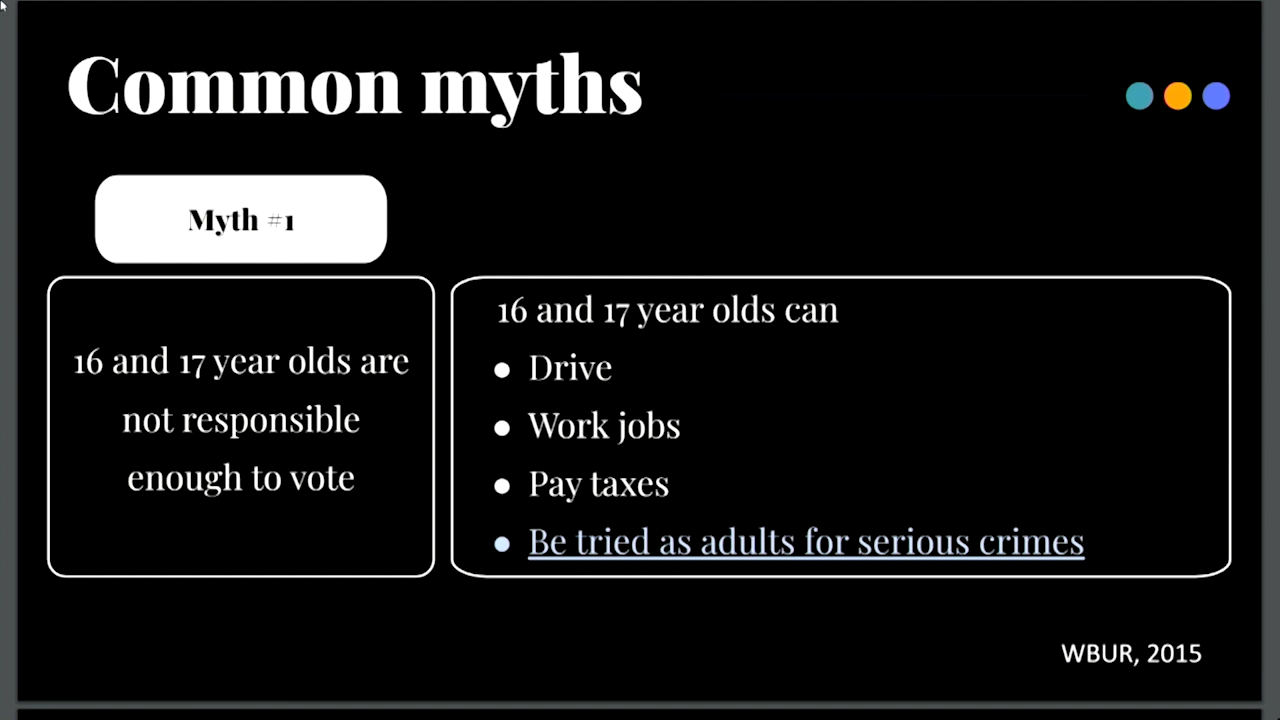 Common myths
Myth #1
16 and 17 year olds are
not responsible
enough to vote
16 and 17 year olds can
● Drive
● Work jobs
● Pay taxes
● Be tried as adults for serious crimes
WBUR, 2015